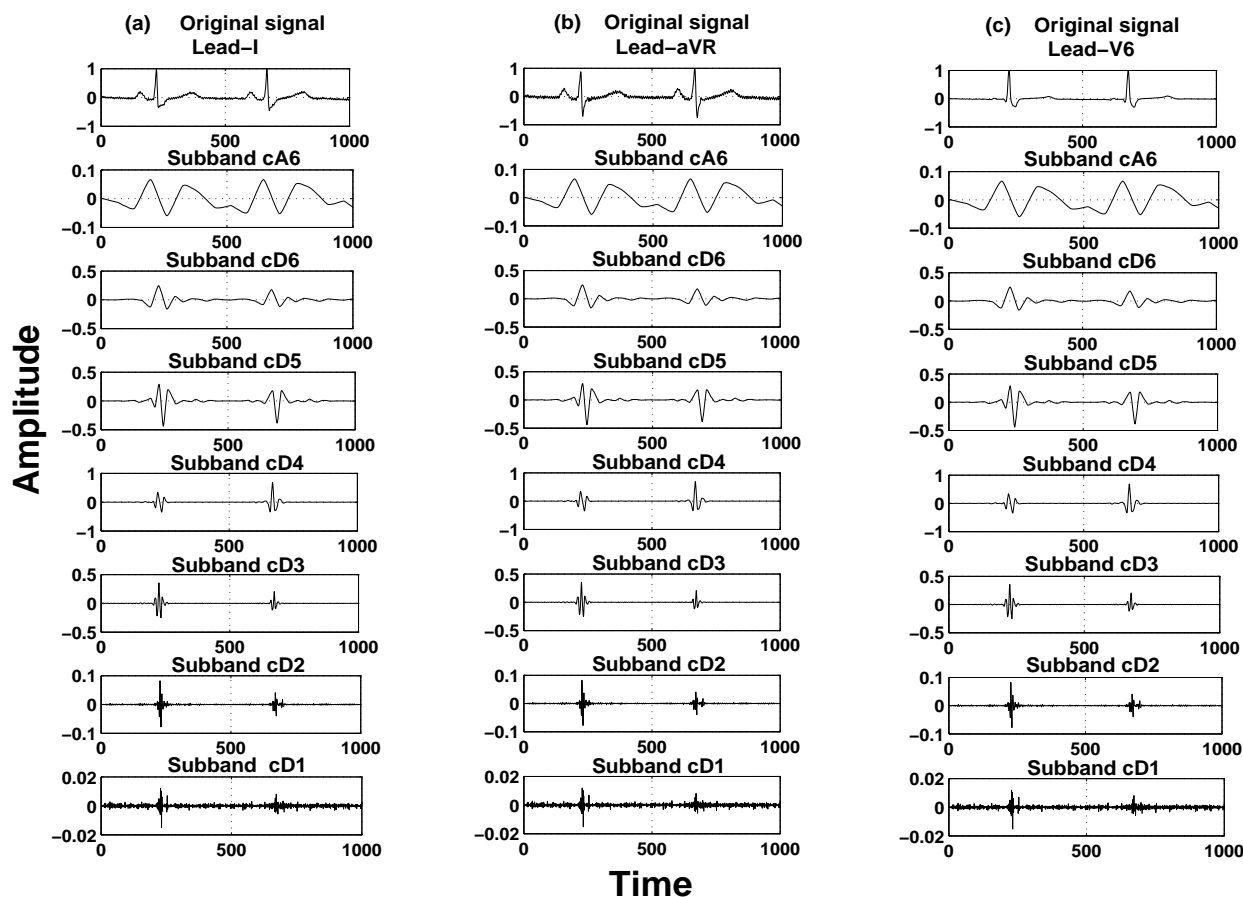 (a) Original signal
Lead−I
1
0
−1
0 500 1000
Subband cA6
0.1
0
−0.1
0 500 1000
Subband cD6
0.5
0
−0.5
0 500 1000
Subband cD5
0.5
0
−0.5
0 500 1000
Subband cD4
1
0
−1
0 500 1000
Subband cD3
0.5
0
−0.5
0 500 1000
Subband cD2
0.1
0
−0.1
0 500 1000
Subband cD1
0.02
0
−0.02
0 500 1000
(b) Original signal
Lead−aVR
1
0
−1
0 500 1000
Subband cA6
0.1
0
−0.1
0 500 1000
Subband cD6
0.5
0
−0.5
0 500 1000
Subband cD5
0.5
0
−0.5
0 500 1000
Subband cD4
1
0
−1
0 500 1000
Subband cD3
0.5
0
−0.5
0 500 1000
Subband cD2
0.1
0
−0.1
0 500 1000
Subband cD1
0.02
0
−0.02
0 500 1000
(c) Original signal
Lead−V6
1
0
−1
0 500 1000
Subband cA6
0.1
0
−0.1
0 500 1000
Subband cD6
0.5
0
−0.5
0 500 1000
Subband cD5
0.5
0
−0.5
0 500 1000
Subband cD4
1
0
−1
0 500 1000
Subband cD3
0.5
0
−0.5
0 500 1000
Subband cD2
0.1
0
−0.1
0 500 1000
Subband cD1
0.02
0
−0.02
0 500 1000
Amplitude
Time